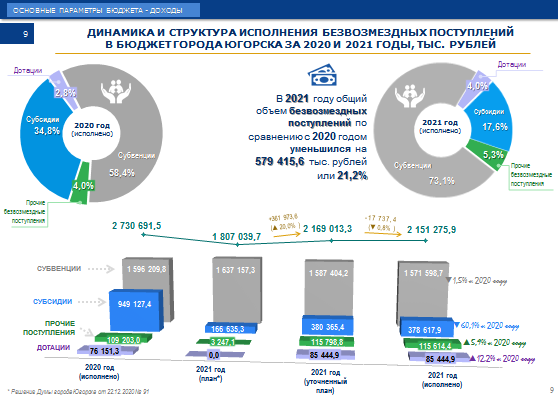 ОСНОВНЫЕ ПАРАМЕТРЫ БЮДЖЕТА - ДОХОДЫ
9
ДИНАМИКА И СТРУКТУРА ИСПОЛНЕНИЯ БЕЗВОЗМЕЗДНЫХ ПОСТУПЛЕНИЙ
В БЮДЖЕТ ГОРОДА ЮГОРСКА ЗА 2020 И 2021 ГОДЫ, ТЫС. РУБЛЕЙ
Дотации
2,8%
Субсидии
34,8%
2020 год
(исполнено)
Субвенции
58,4%
4,0%
Прочие
безвозмездные
поступления
В 2021 году общий
объем безвозмездных
поступлений по
сравнению с 2020 годом
уменьшился на
579 415,6 тыс. рублей
или 21,2%
Дотации
4,0%
Субсидии
17,6%
2021 год
(исполнено)
5,3%
Субвенции
73,1%
Прочие
безвозмездные
поступления
2 730 691,5
1 807 039,7
+361 973,6
(▲ 20,0%)
2 169 013,3
-17 737,4
(▼ 0,8%)
2 151 275,9
СУБВЕНЦИИ
1 596 209,8
1 637 157,3
1 587 404,2
1 571 598,7
▼1,5% к 2020 году
СУБСИДИИ
949 127,4
166 635,3
380 365,4
378 617,9
▼60,1% к 2020 году
ПРОЧИЕ
ПОСТУПЛЕНИЯ
109 203,0
3 247,1
115 798,8
115 614,4
▲5,9% к 2020 году
ДОТАЦИИ
76 151,3
0,0
85 444,9
85 444,9
▲12,2% к 2020 году
2020 год
(исполнено)
2021 год
(план*)
2021 год
(уточненный
план)
2021 год
(исполнено)
* Решение Думы города Югорска от 22.12.2020 № 91
9